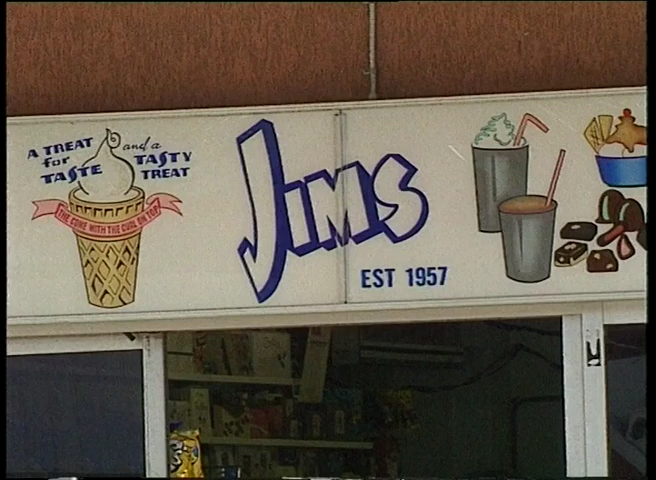 A TREAT
for
TASTE
and a
TASTY
TREAT
THE CONE WITH THE CURL ON TOP
JIMS
EST 1957